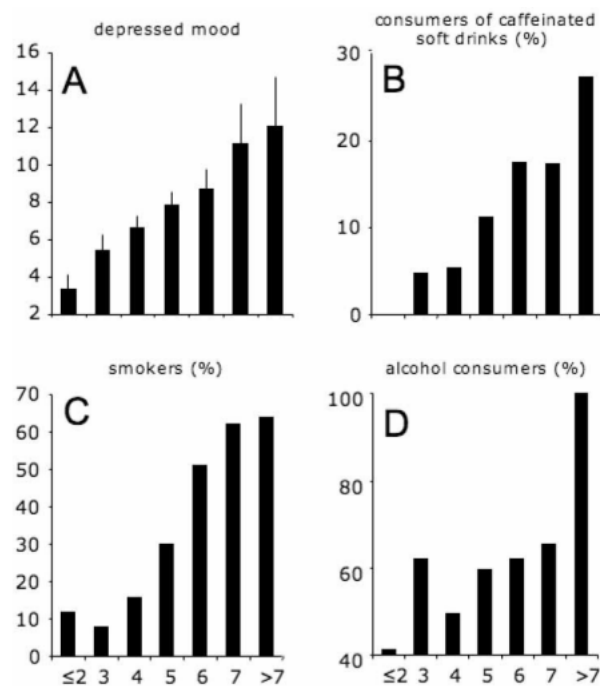 depressed mood
A
16
14
12
10
8
6
4
2
consumers of caffeinated
soft drinks (%)
B
30
20
10
0
smokers (%)
C
70
60
50
40
30
20
10
0
≤2 3 4 5 6 7 >7
alcohol consumers (%)
D
100
80
60
40
≤2 3 4 5 6 7 >7